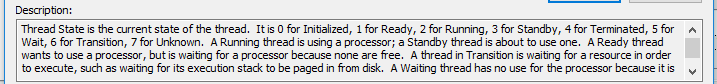 Description:
Thread State is the current state of the thread.  It is 0 for Initialized, 1 for Ready, 2 for Running, 3 for Standby, 4 for Terminated, 5 for
Wait, 6 for Transition, 7 for Unknown.  A Running thread is using a processor; a Standby thread is about to use one.  A Ready thread
wants to use a processor, but is waiting for a processor because none are free.  A thread in Transition is waiting for a resource in order
to execute, such as waiting for its execution stack to be paged in from disk.  A Waiting thread has no use for the processor because it is